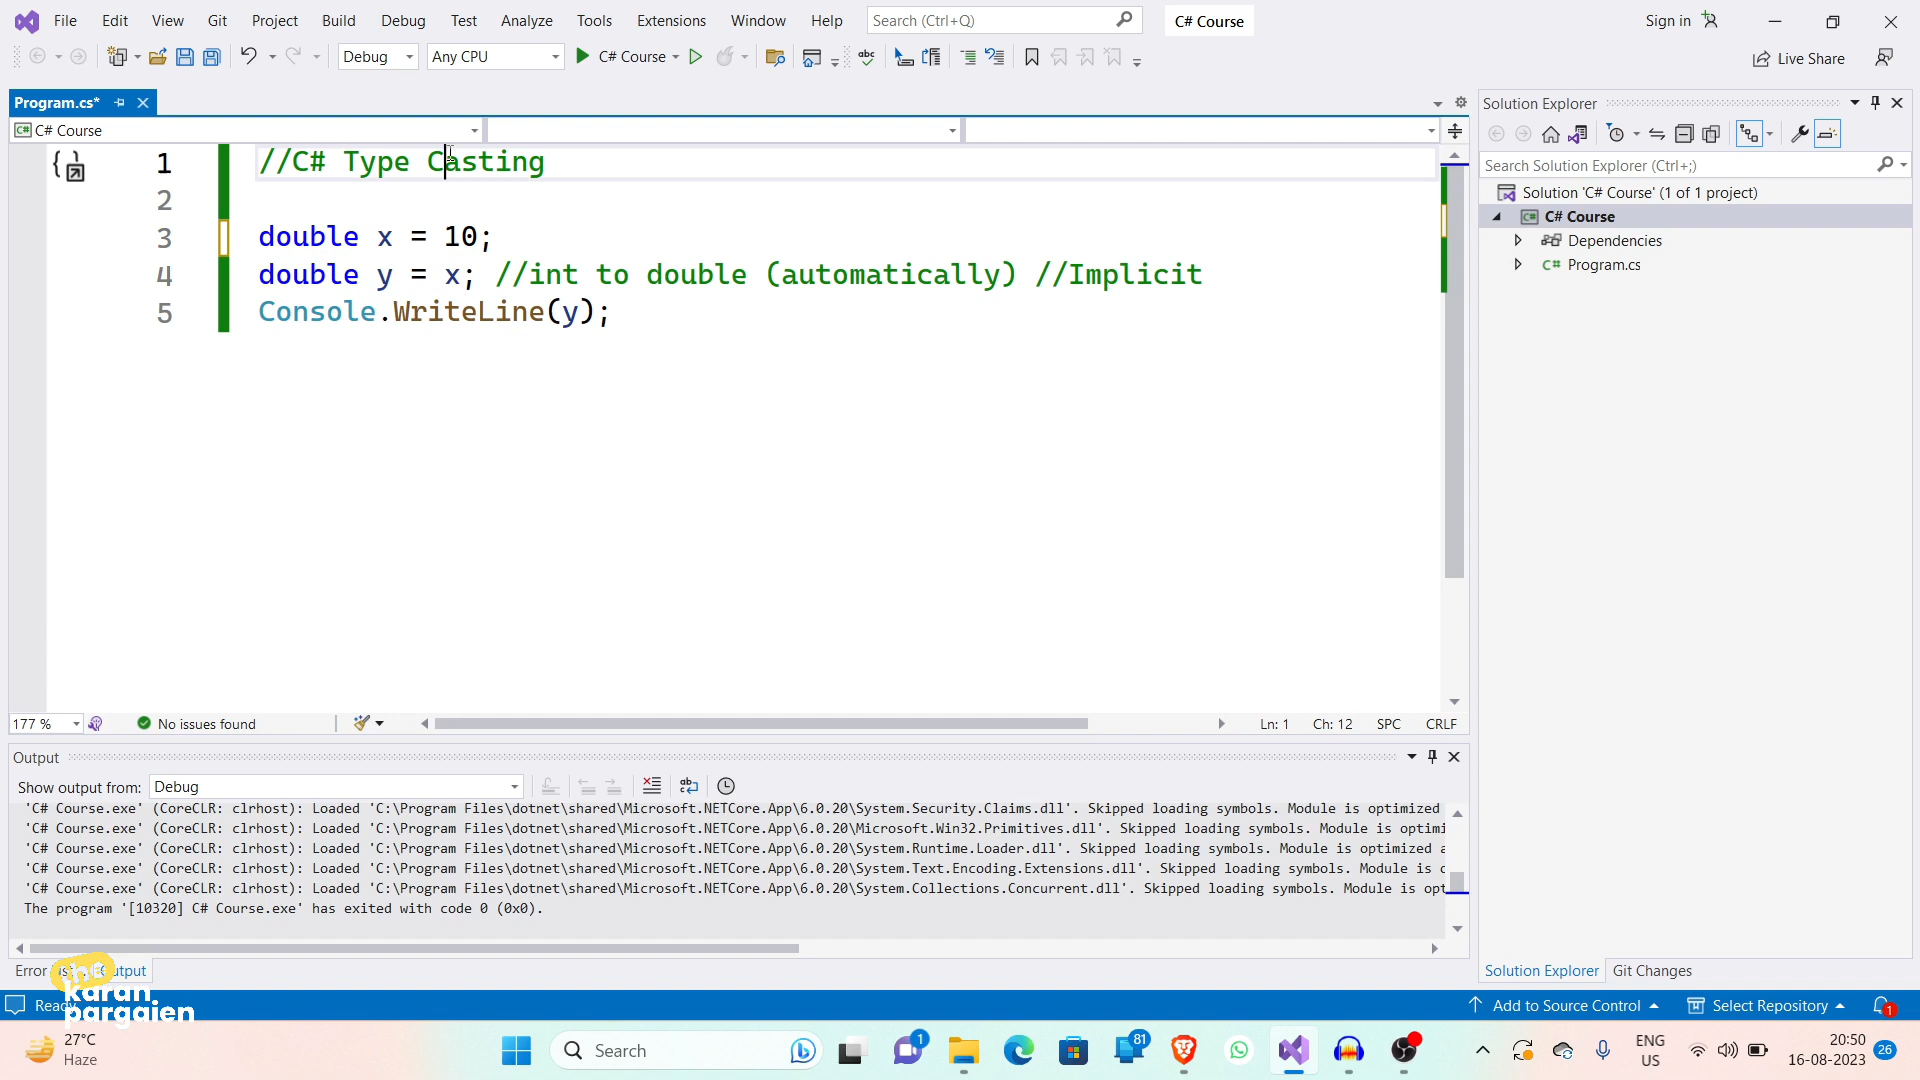 File Edit View Git Project Build Debug Test Analyze Tools Extensions Window Help Search (Ctrl+Q) C# Course Sign in
Debug Any CPU C# Course Live Share
Program.cs*
C# Course
1 //C# Type Casting
2
3 double x = 10;
4 double y = x; //int to double (automatically) //Implicit
5 Console.WriteLine(y);
177 % No issues found Ln: 1 Ch: 12 SPC CRLF
Solution Explorer
Search Solution Explorer (Ctrl+;)
Solution 'C# Course' (1 of 1 project)
C# Course
Dependencies
C# Program.cs
Output
Show output from: Debug
'C# Course.exe' (CoreCLR: clrhost): Loaded 'C:\Program Files\dotnet\shared\Microsoft.NETCore.App\6.0.20\System.Security.Claims.dll'. Skipped loading symbols. Module is optimized
'C# Course.exe' (CoreCLR: clrhost): Loaded 'C:\Program Files\dotnet\shared\Microsoft.NETCore.App\6.0.20\Microsoft.Win32.Primitives.dll'. Skipped loading symbols. Module is optimi
'C# Course.exe' (CoreCLR: clrhost): Loaded 'C:\Program Files\dotnet\shared\Microsoft.NETCore.App\6.0.20\System.Runtime.Loader.dll'. Skipped loading symbols. Module is optimized a
'C# Course.exe' (CoreCLR: clrhost): Loaded 'C:\Program Files\dotnet\shared\Microsoft.NETCore.App\6.0.20\System.Text.Encoding.Extensions.dll'. Skipped loading symbols. Module is
'C# Course.exe' (CoreCLR: clrhost): Loaded 'C:\Program Files\dotnet\shared\Microsoft.NETCore.App\6.0.20\System.Collections.Concurrent.dll'. Skipped loading symbols. Module is opt
The program '[10320] C# Course.exe' has exited with code 0 (0x0).
Error
Solution Explorer Git Changes
the
karan
pargaien
Ready Add to Source Control Select Repository 1
27°C
Haze
Search
1
81
ENG
US
20:50
16-08-2023
26